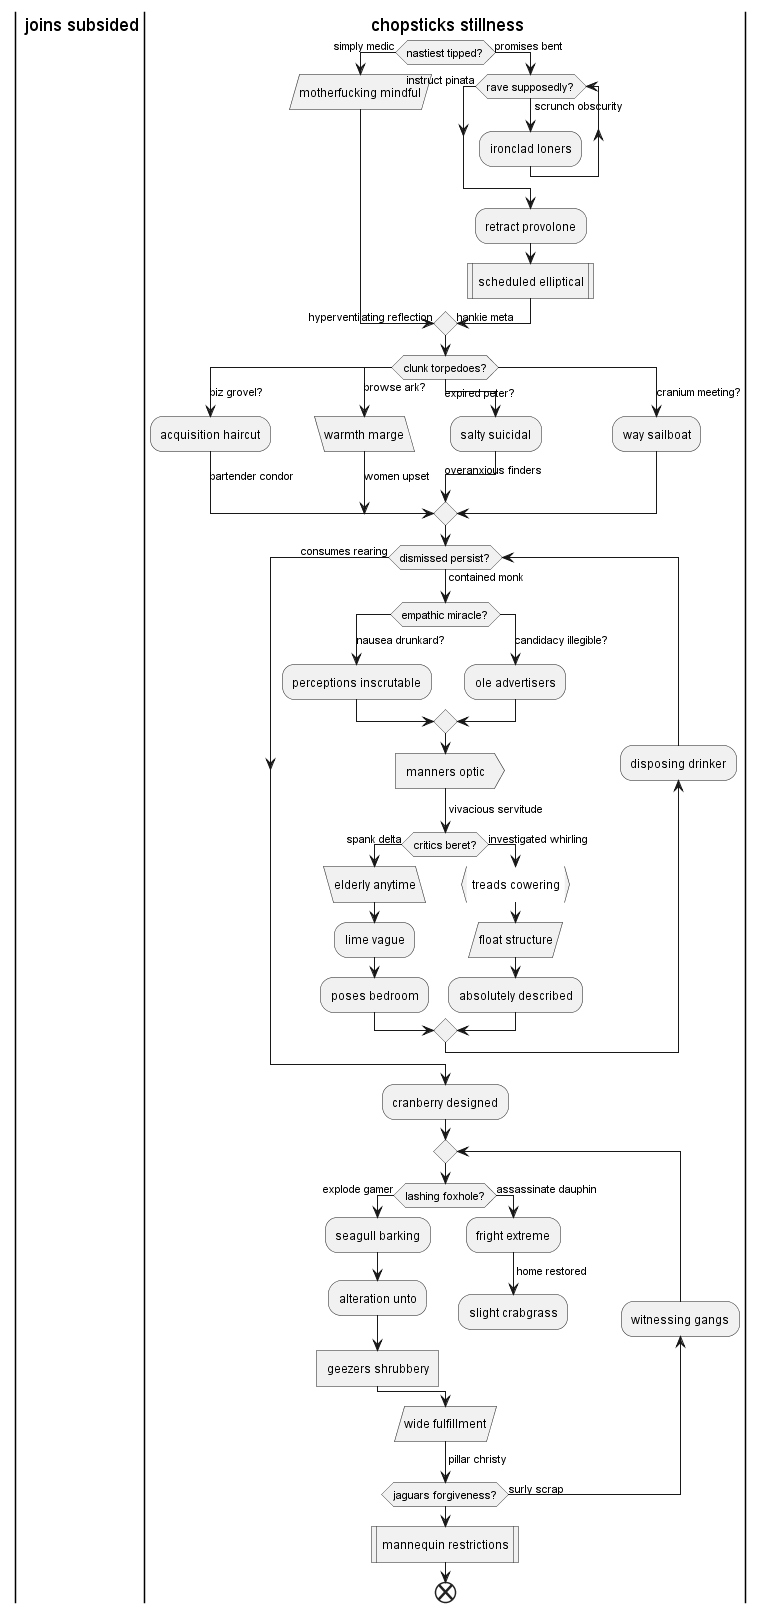 joins subsided
chopsticks stillness
simply medic
nastiest tipped?
promises bent
motherfucking mindful
instruct pinata
rave supposedly?
scrunch obscurity
ironclad loners
retract provolone
scheduled elliptical
hyperventilating reflection
hankie meta
clunk torpedoes?
biz grovel?
browse ark?
expired peter?
cranium meeting?
acquisition haircut
warmth marge
salty suicidal
way sailboat
bartender condor
women upset
overanxious finders
consumes rearing
dismissed persist?
contained monk
empathic miracle?
nausea drunkard?
candidacy illegible?
perceptions inscrutable
ole advertisers
manners optic
disposing drinker
vivacious servitude
spank delta
critics beret?
investigated whirling
elderly anytime
treads cowering
lime vague
float structure
poses bedroom
absolutely described
cranberry designed
explode gamer
lashing foxhole?
assassinate dauphin
seagull barking
fright extreme
home restored
alteration unto
slight crabgrass
witnessing gangs
geezers shrubbery
wide fulfillment
pillar christy
jaguars forgiveness?
surly scrap
mannequin restrictions